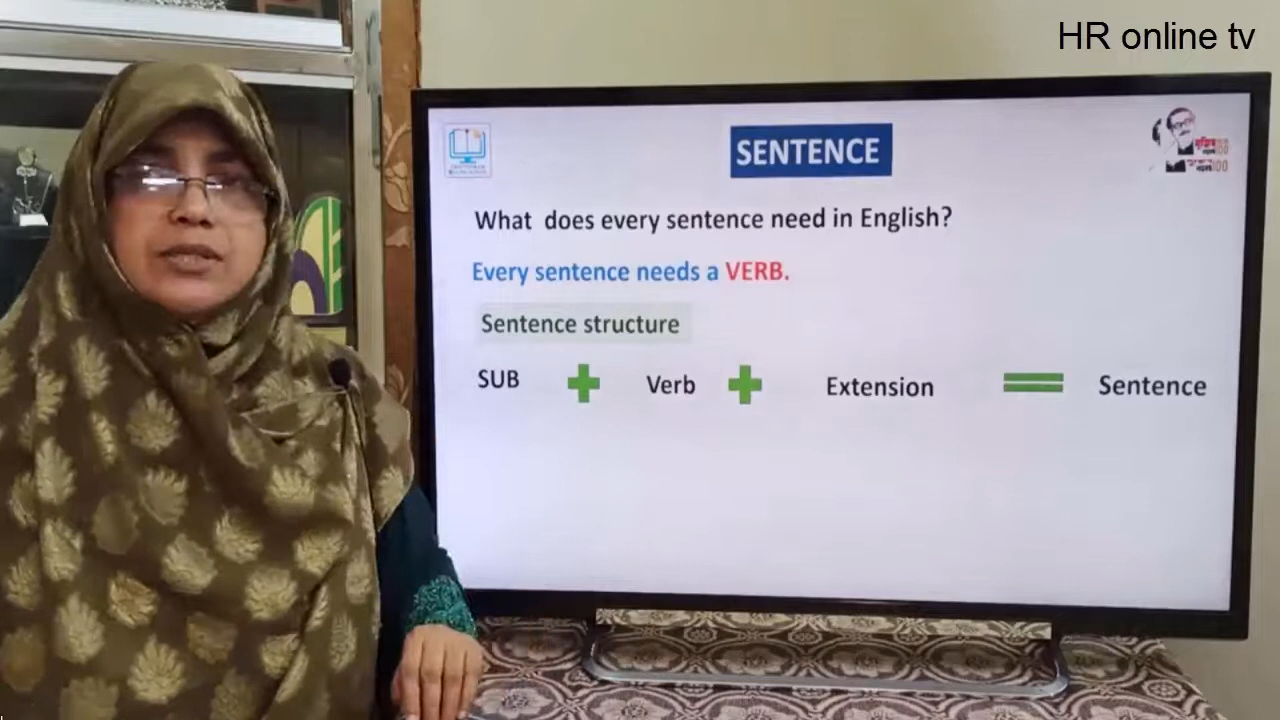 HR online tv
SENTENCE
What does every sentence need in English?
Every sentence needs a VERB.
Sentence structure
SUB + Verb + Extension = Sentence